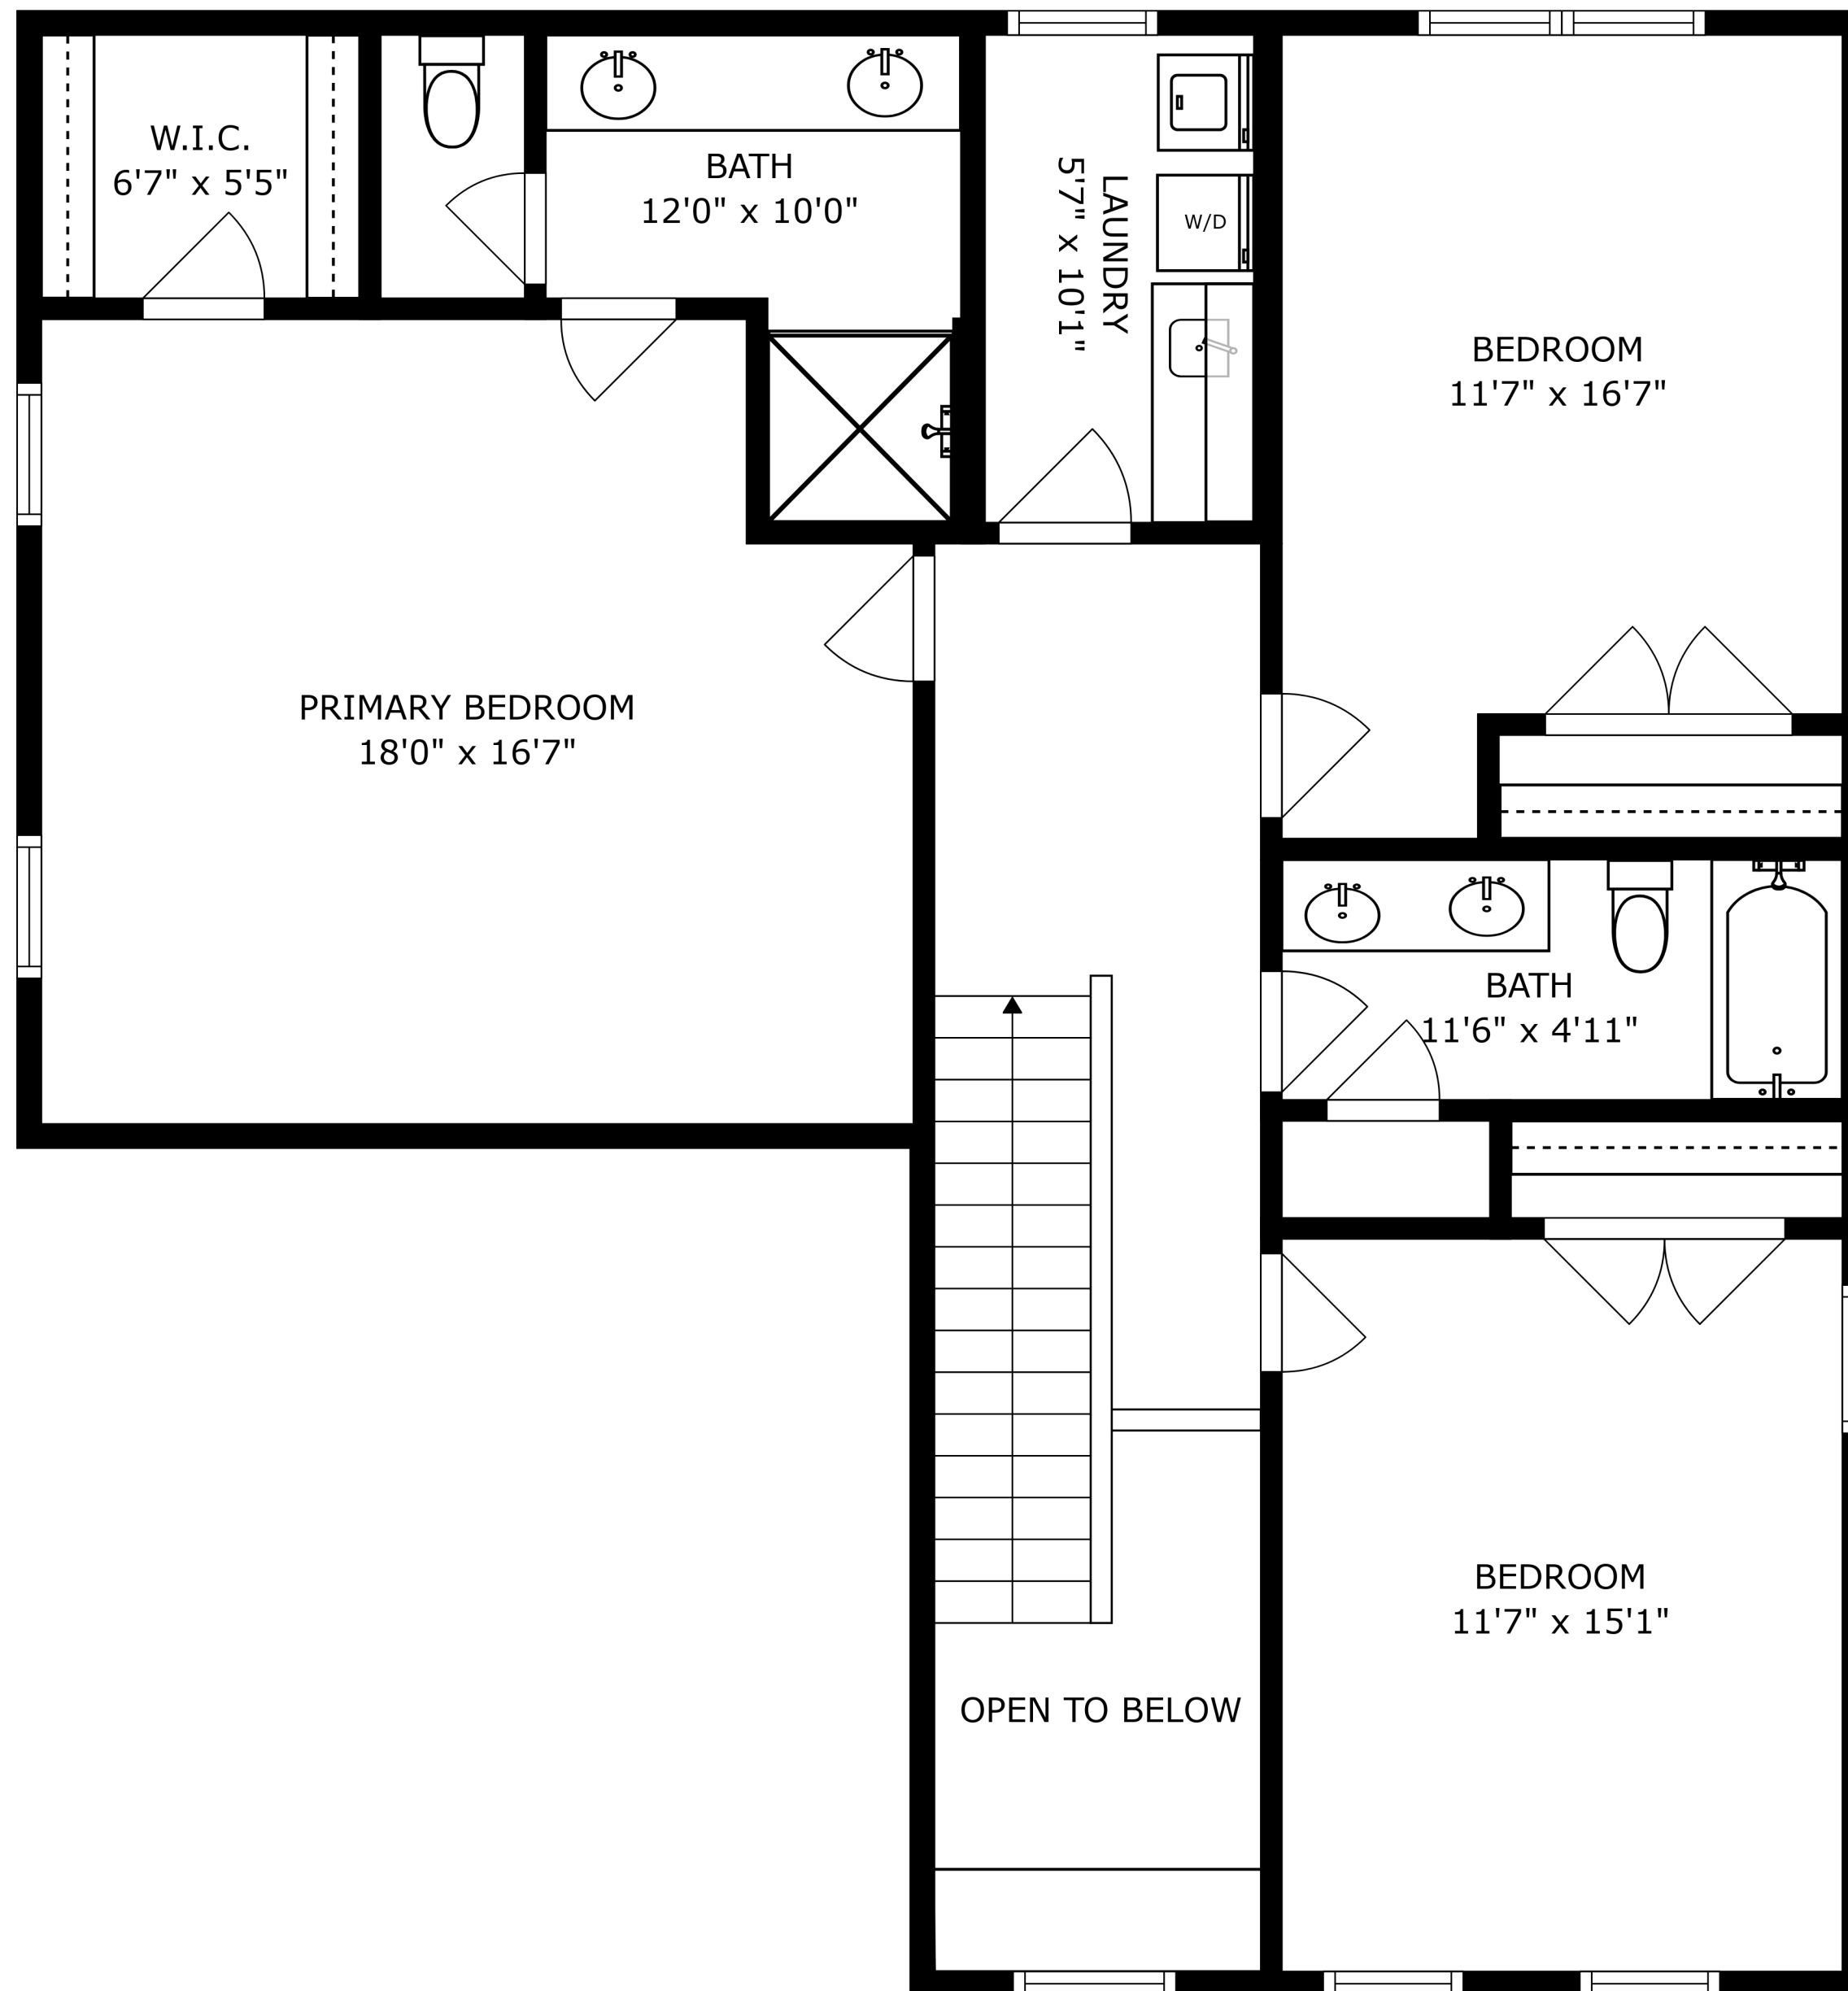 W.I.C.
6'7" x 5'5"
BATH
12'0" x 10'0"
LAUNDRY
5'7" x 10'1"
W/D
BEDROOM
11'7" x 16'7"
PRIMARY BEDROOM
18'0" x 16'7"
BATH
11'6" x 4'11"
BEDROOM
11'7" x 15'1"
OPEN TO BELOW